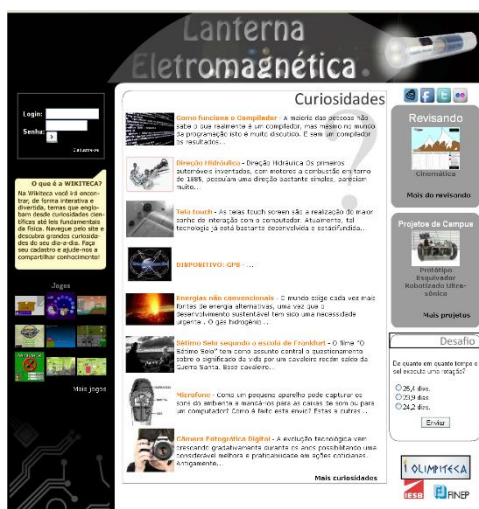 Lanterna
Eletromagnética
Login:
Senha:
Cadastre-se
O que é a WIKITECA?
Na Wikiteca você irá encon-
trar, de forma interativa e
divertida, temas que englo-
bam desde curiosidades cien-
tíficas até leis fundamentais
da física. Navegue pelo site e
descubra grandes curiosida-
des do seu dia-a-dia. Faça
seu cadastro e ajude-nos a
compartilhar conhecimento!
Jogos
Mais jogos
Curiosidades
Como funciona o Compilador - A maioria das pessoas não
sabe o que realmente é um compilador, mas mesmo no mundo
da programação isto é muito discutido. E sem um compilador
os resultados...
Direção Hidráulica - Direção Hidráurica Os primeiros
automóveis inventados, com motores a combustão em torno
de 1885, possuíam uma direção bastante simples, pareciam
muito...
Tela touch - As telas touch screen são a realização do maior
sonho de interação com o computador. Atualmente, tal
tecnologia já está bastante desenvolvida e estadifundida...
DISPOSITIVO: GPS - ...
Energias não convencionais - O mundo exige cada vez mais
fontes de energia alternativas, uma vez que o
desenvolvimento sustentável tem sido uma necessidade
urgente . O gas hidrogênio...
Sétimo Selo segundo a escola de Frankfurt - O filme "O
Sétimo Selo" tem como assunto central o questionamento
sobre o significado da vida por um cavaleiro recém saído da
Guerra Santa. Esse cavaleiro...
Microfone - Como um pequeno aparelho pode capturar os
sons do ambiente e mandá-los para as caixas de som ou para
um computador? Como é feito este envio? Estas e outras...
Câmera Fotográfica Digital - A evolução tecnológica vem
crescendo gradativamente durante os anos possibilitando uma
considerável melhora e praticabilidade em ações cotidianas.
Antigamente...
Mais curiosidades
Revisando
Cinemática
Mais do revisando
Projetos de Campus
Protótipo
Esquivador
Robotizado Ultra-
sônico
Mais projetos
Desafio
De quanto em quanto tempo o
sol executa uma rotação?
25,4 dias.
23,9 dias.
24,2 dias.
Enviar
OLIMPITECA
IESB
FINEP